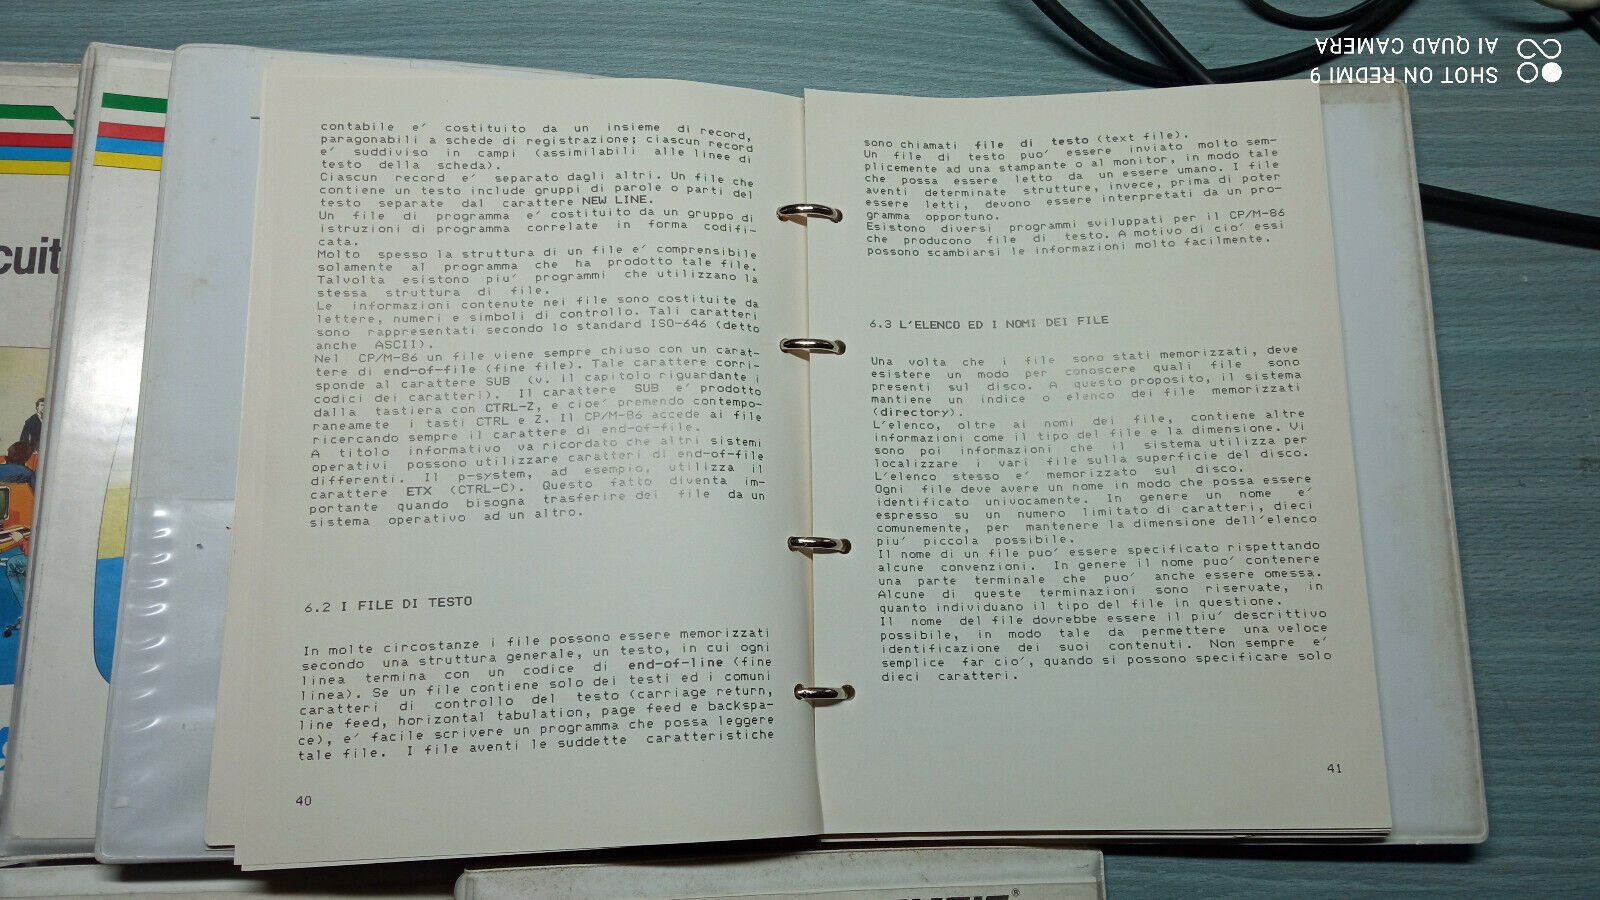 contabile e' costituito da un insieme di record,
paragonabili a schede di registrazione; ciascun record
e' suddiviso in campi (assimilabili alle linee di
testo della scheda).
Ciascun record e' separato dagli altri. Un file che
contiene un testo include gruppi di parole o parti del
testo separate dal carattere NEW LINE.
Un file di programma e' costituito da un gruppo di
istruzioni di programma correlate in forma codifi-
cata.
Molto spesso la struttura di un file e' comprensibile
solamente al programma che ha prodotto tale file.
Talvolta esistono piu' programmi che utilizzano la
stessa struttura di file.
Le informazioni contenute nei file sono costituite da
lettere, numeri e simboli di controllo. Tali caratteri
sono rappresentati secondo lo standard ISO-646 (detto
anche ASCII).
Nel CP/M-86 un file viene sempre chiuso con un carat-
tere di end-of-file (fine file). Tale carattere corri-
sponde al carattere SUB (v. il capitolo riguardante i
codici dei caratteri). Il carattere SUB e' prodotto
dalla tastiera con CTRL-Z, e cioe' premendo contempo-
raneamete i tasti CTRL e Z. Il CP/M-86 accede ai file
ricercando sempre il carattere di end-of-file.
A titolo informativo va ricordato che altri sistemi
operativi possono utilizzare caratteri di end-of-file
differenti. Il p-system, ad esempio, utilizza il
carattere ETX (CTRL-C). Questo fatto diventa im-
portante quando bisogna trasferire dei file da un
sistema operativo ad un altro.
6.2 I FILE DI TESTO
In molte circostanze i file possono essere memorizzati
secondo una struttura generale, un testo, in cui ogni
linea termina con un codice di end-of-line (fine
linea). Se un file contiene solo dei testi ed i comuni
caratteri di controllo del testo (carriage return,
line feed, horizontal tabulation, page feed e backspa-
ce), e' facile scrivere un programma che possa leggere
tale file. I file aventi le suddette caratteristiche
40
sono chiamati file di testo (text file).
Un file di testo puo' essere inviato molto sem-
plicemente ad una stampante o al monitor, in modo tale
che possa essere letto da un essere umano. I file
aventi determinate strutture, invece, prima di poter
essere letti, devono essere interpretati da un pro-
gramma opportuno.
Esistono diversi programmi sviluppati per il CP/M-86
che producono file di testo. A motivo di cio' essi
possono scambiarsi le informazioni molto facilmente.
6.3 L'ELENCO ED I NOMI DEI FILE
Una volta che i file sono stati memorizzati, deve
esistere un modo per conoscere quali file sono
presenti sul disco. A questo proposito, il sistema
mantiene un indice o elenco dei file memorizzati
(directory).
L'elenco, oltre ai nomi dei file, contiene altre
informazioni come il tipo del file e la dimensione. Vi
sono poi informazioni che il sistema utilizza per
localizzare i vari file sulla superficie del disco.
L'elenco stesso e' memorizzato sul disco.
Ogni file deve avere un nome in modo che possa essere
identificato univocamente. In genere un nome e'
espresso su un numero limitato di caratteri, dieci
comunemente, per mantenere la dimensione dell'elenco
piu' piccola possibile.
Il nome di un file puo' essere specificato rispettando
alcune convenzioni. In genere il nome puo' contenere
una parte terminale che puo' anche essere omessa.
Alcune di queste terminazioni sono riservate, in
quanto individuano il tipo del file in questione.
Il nome del file dovrebbe essere il piu' descrittivo
possibile, in modo tale da permettere una veloce
identificazione dei suoi contenuti. Non sempre e'
semplice far cio', quando si possono specificare solo
dieci caratteri.
41
SHOT ON REDMI 9
AI QUAD CAMERA
cuit